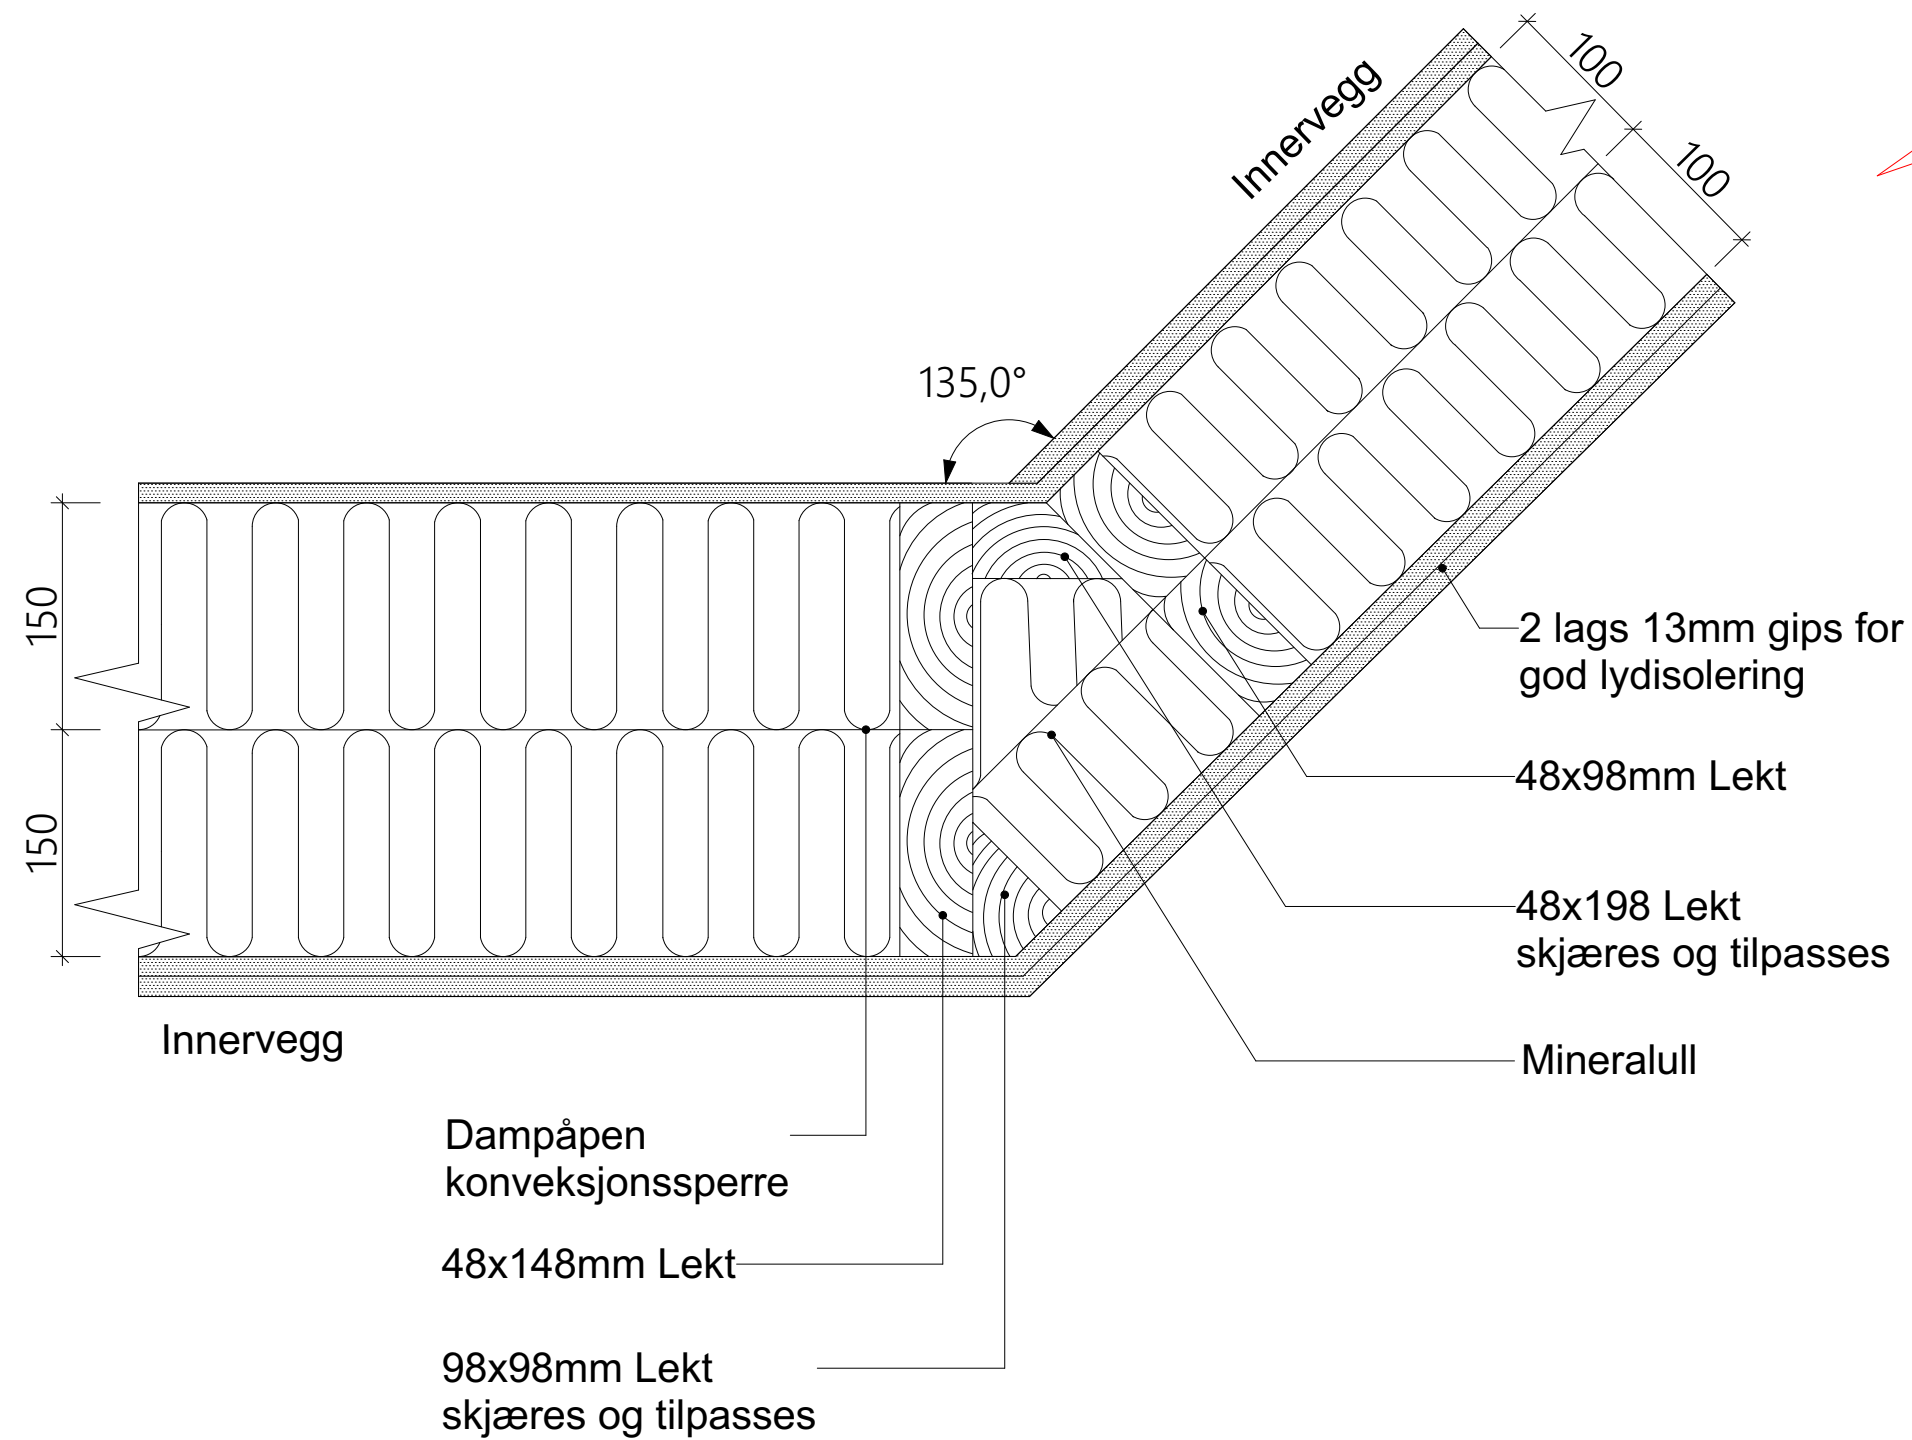 100
100
Innervegg
135,0°
150
150
2 lags 13mm gips for
god lydisolering
48x98mm Lekt
48x198 Lekt
skjæres og tilpasses
Mineralull
Innervegg
Dampåpen
konveksjonssperre
48x148mm Lekt
98x98mm Lekt
skjæres og tilpasses